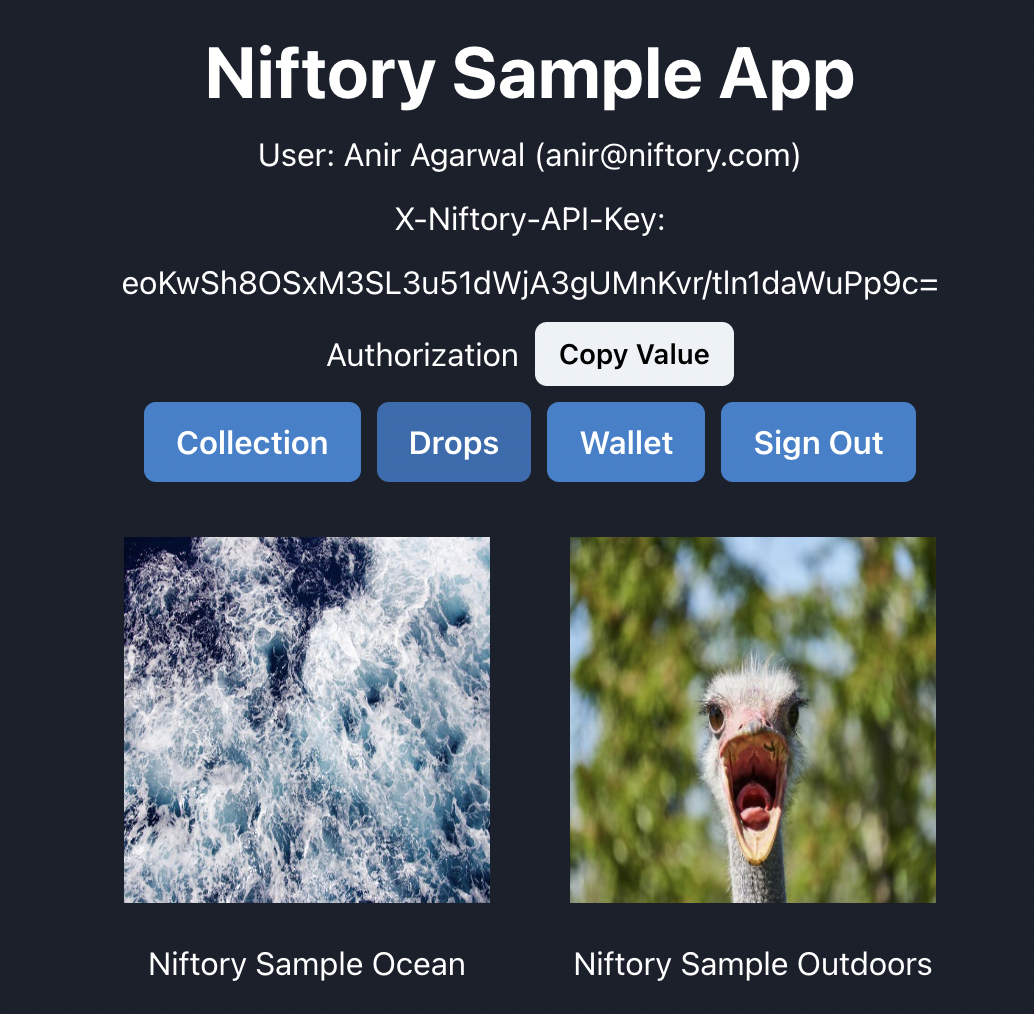 Niftory Sample App
User: Anir Agarwal (anir@niftory.com)
X-Niftory-API-Key:
eoKwSh8OSxM3SL3u51dWjA3gUMnKvr/tln1daWuPp9c=
Authorization Copy Value
Collection Drops Wallet Sign Out
Niftory Sample Ocean Niftory Sample Outdoors